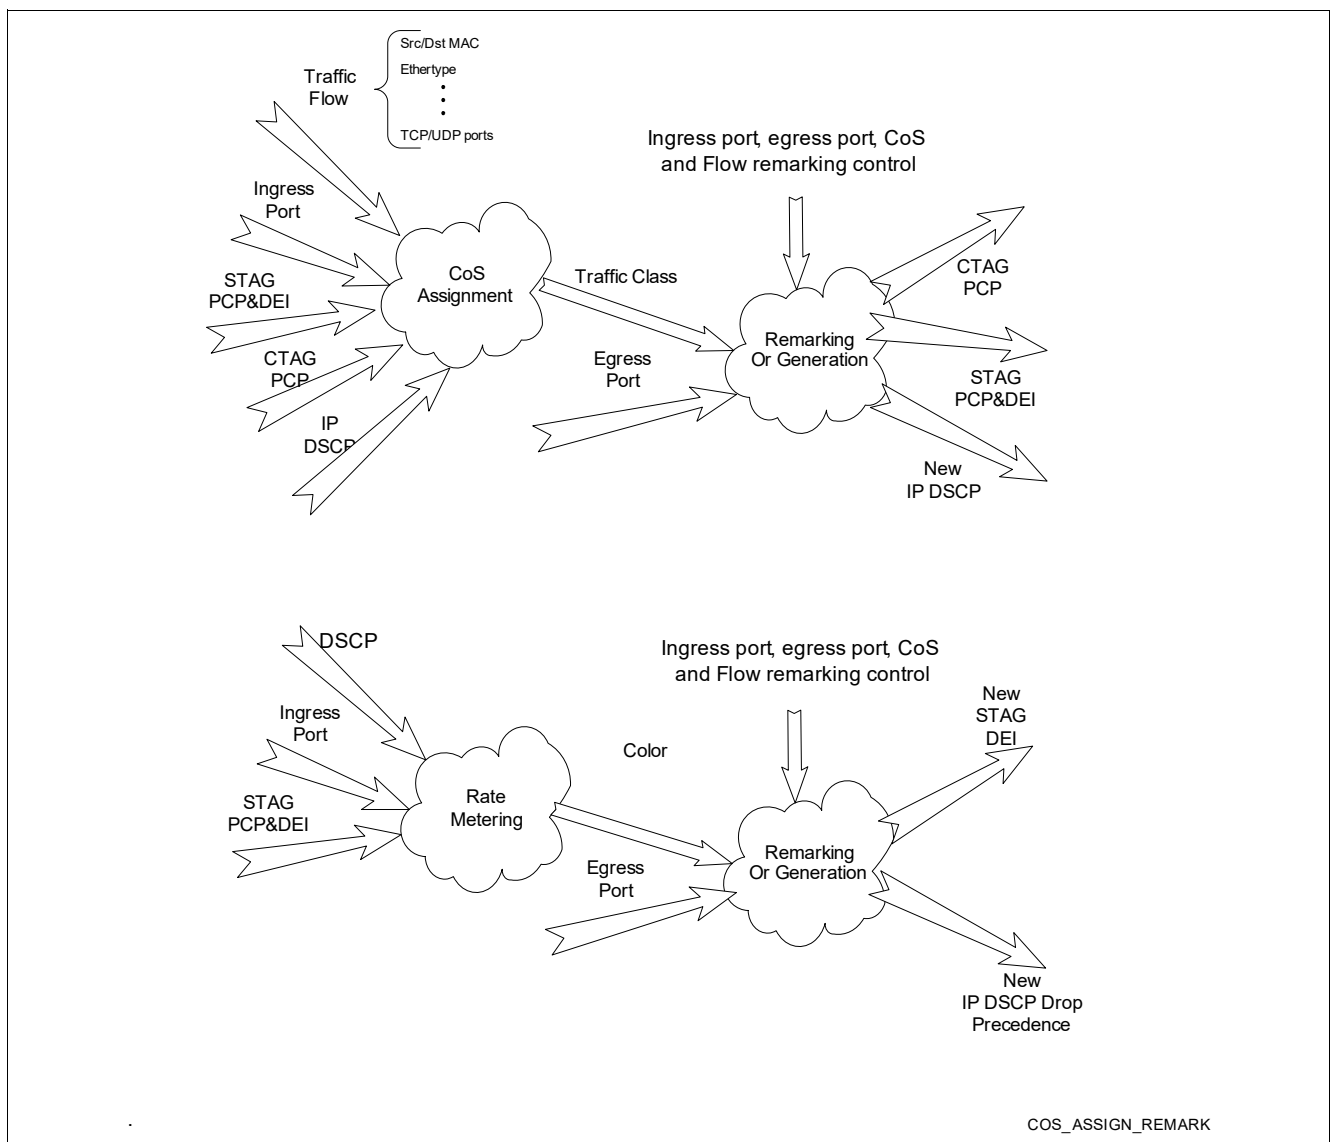 Src/Dst MAC
Ethertype
Traffic
Flow
TCP/UDP ports
Ingress port, egress port, CoS
and Flow remarking control
Ingress
Port
STAG
PCP&DEI
CTAG
PCP
IP
DSCP
CoS
Assignment
Traffic Class
Egress
Port
Remarking
Or Generation
CTAG
PCP
STAG
PCP&DEI
New
IP DSCP
DSCP
Ingress
Port
STAG
PCP&DEI
Rate
Metering
Color
Ingress port, egress port, CoS
and Flow remarking control
Egress
Port
Remarking
Or Generation
New
STAG
DEI
New
IP DSCP Drop
Precedence
.
COS_ASSIGN_REMARK